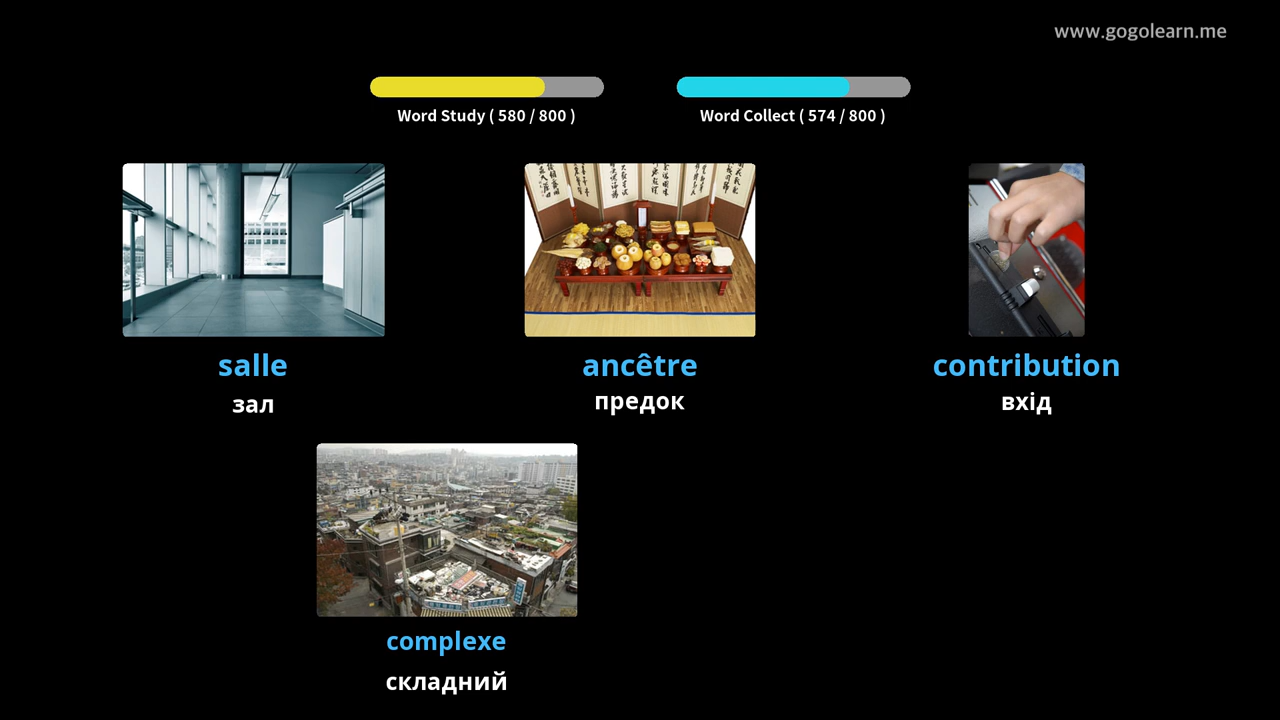 www.gogolearn.me
Word Study ( 580 / 800 )
Word Collect ( 574 / 800 )
salle
зал
ancêtre
предок
contribution
вхід
complexe
складний